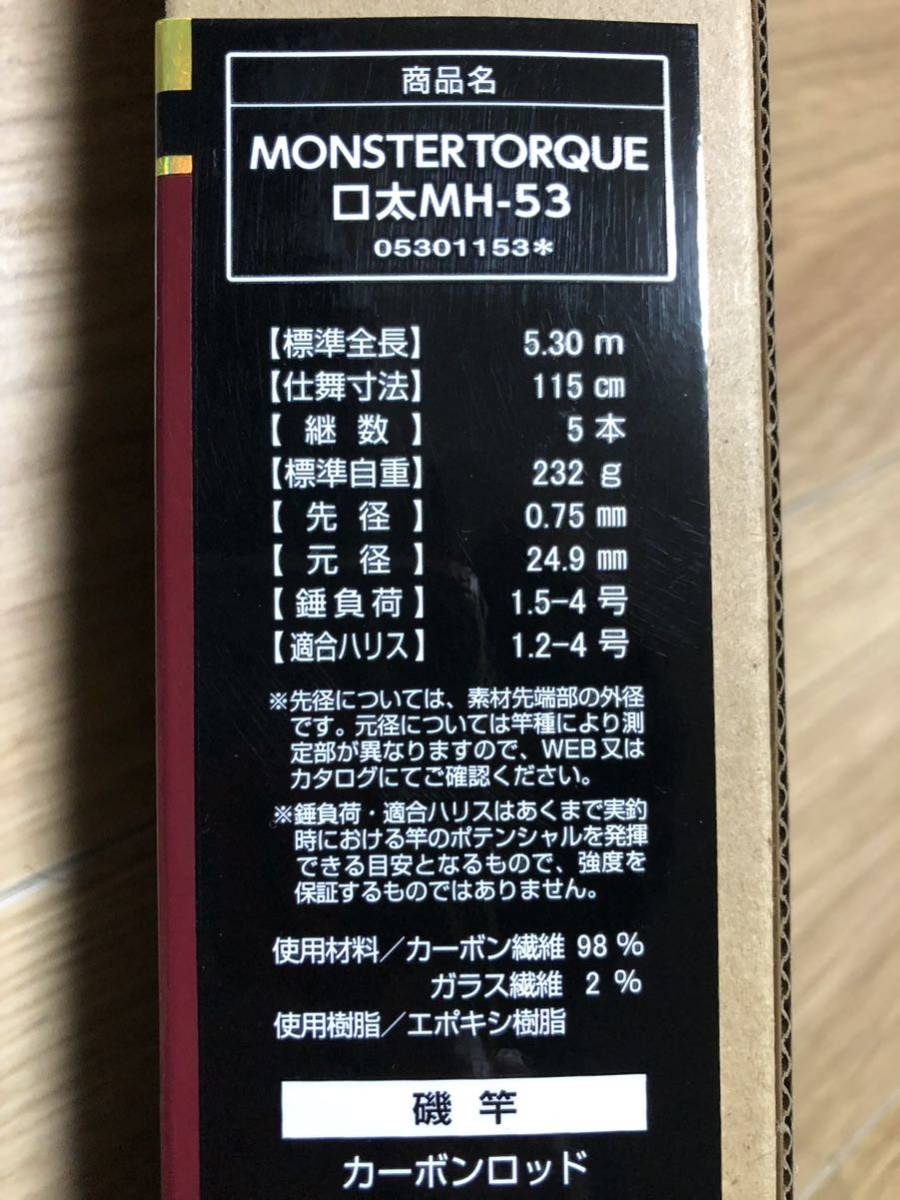 商品名
MONSTERTORQUE
口太MH-53
05301153*
【標準全長】 5.30 m
【仕舞寸法】 115 cm
【継数】 5 本
【標準自重】 232 g
【先径】 0.75 mm
【元径】 24.9 mm
【錘負荷】 1.5-4 号
【適合ハリス】 1.2-4 号
※先径については、素材先端部の外径
です。元径については竿種により測
定部が異なりますので、WEB又は
カタログにてご確認ください。
※錘負荷・適合ハリスはあくまで実釣
時における竿のポテンシャルを発揮
できる目安となるもので、強度を
保証するものではありません。
使用材料／カーボン繊維 98 %
ガラス繊維 2 %
使用樹脂／エポキシ樹脂
磯竿
カーボンロッド